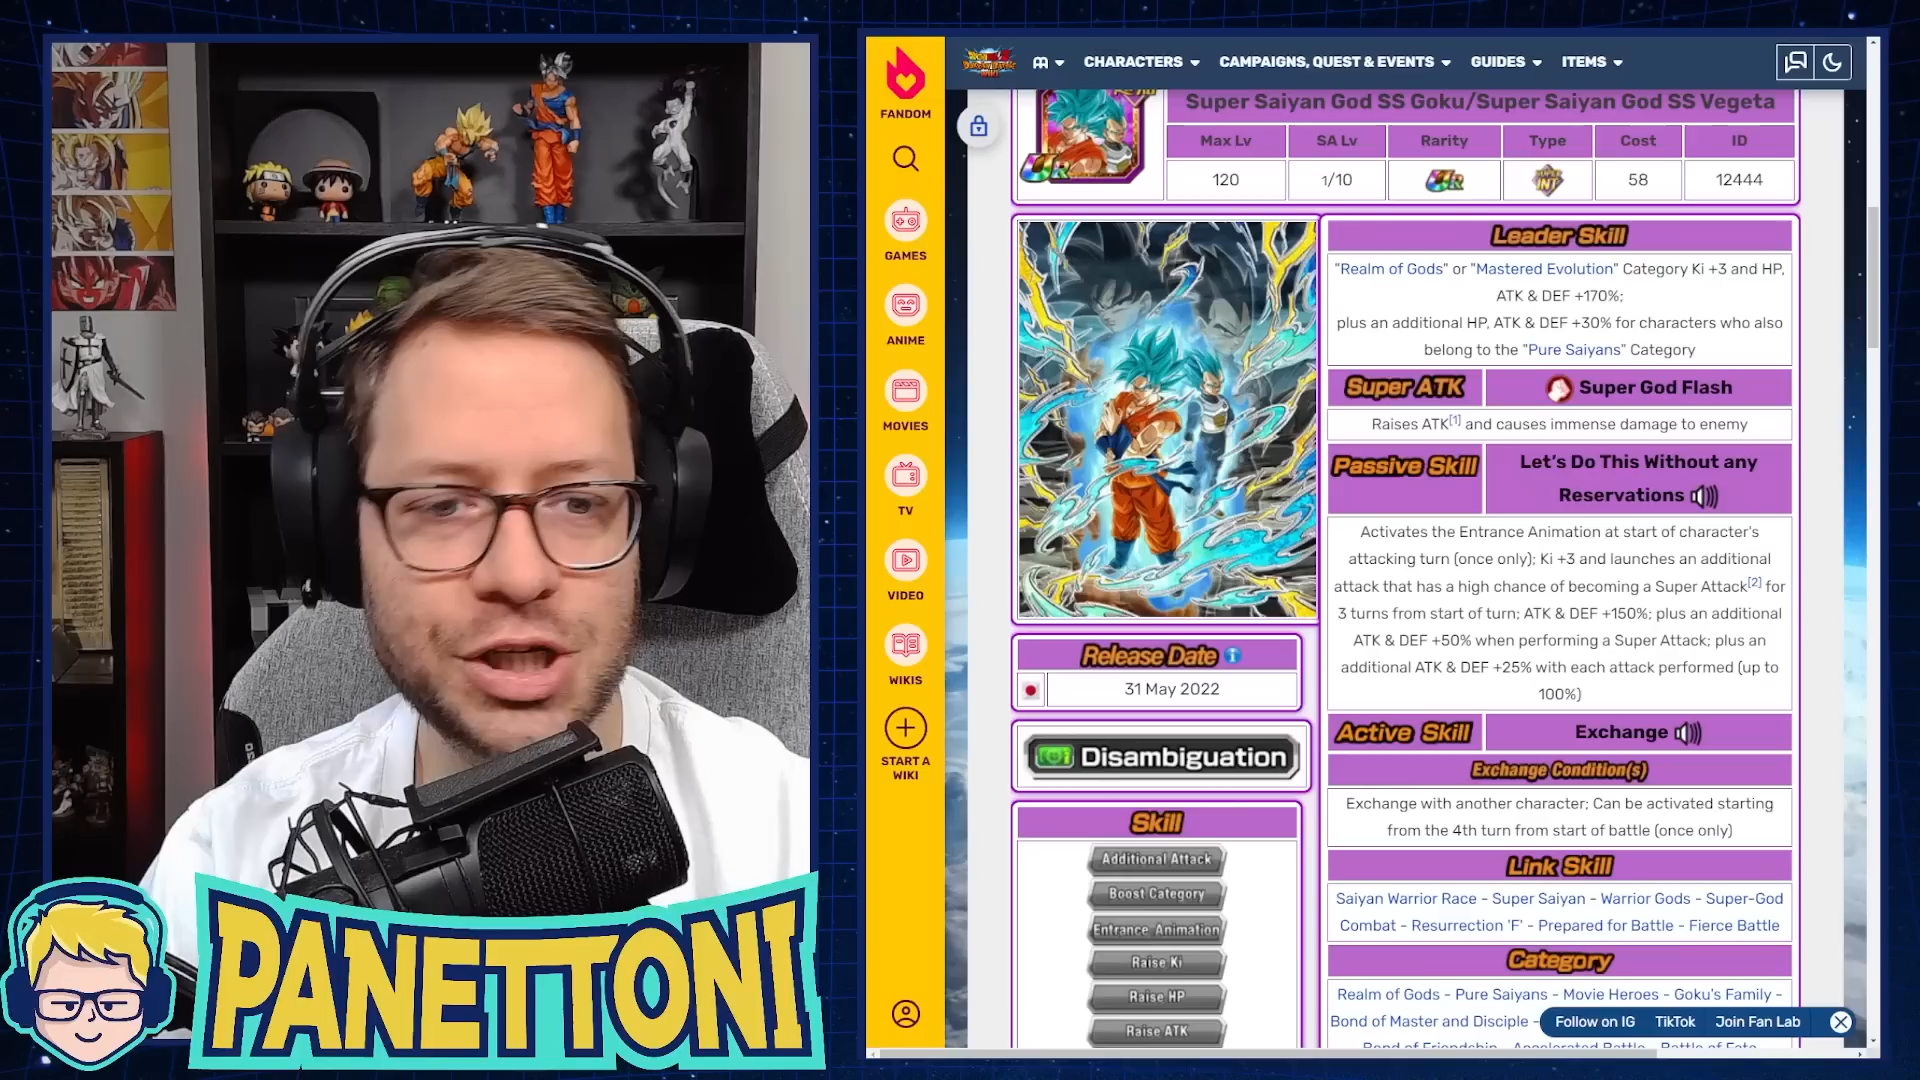 PANETTONI
FANDOM
GAMES
ANIME
MOVIES
TV
VIDEO
WIKIS
START A
WIKI
CHARACTERS
CAMPAIGNS, QUEST & EVENTS
GUIDES
ITEMS
Super Saiyan God SS Goku/Super Saiyan God SS Vegeta
Max Lv
SA Lv
Rarity
Type
Cost
ID
120
1/10
UR
SUPER
INT
58
12444
UR
Leader Skill
"Realm of Gods" or "Mastered Evolution" Category Ki +3 and HP,
ATK & DEF +170%;
plus an additional HP, ATK & DEF +30% for characters who also
belong to the "Pure Saiyans" Category
Super ATK
Super God Flash
Raises ATK[1] and causes immense damage to enemy
Passive Skill
Let's Do This Without any
Reservations
Activates the Entrance Animation at start of character's
attacking turn (once only); Ki +3 and launches an additional
attack that has a high chance of becoming a Super Attack[2] for
3 turns from start of turn; ATK & DEF +150%; plus an additional
ATK & DEF +50% when performing a Super Attack; plus an
additional ATK & DEF +25% with each attack performed (up to
100%)
Active Skill
Exchange
Exchange Condition(s)
Exchange with another character; Can be activated starting
from the 4th turn from start of battle (once only)
Link Skill
Saiyan Warrior Race - Super Saiyan - Warrior Gods - Super-God
Combat - Resurrection 'F' - Prepared for Battle - Fierce Battle
Category
Realm of Gods - Pure Saiyans - Movie Heroes - Goku's Family -
Bond of Master and Disciple -
Bond of Friendship - Accelerated Battle - Battle of Fate
Release Date
31 May 2022
Disambiguation
Skill
Additional Attack
Boost Category
Entrance Animation
Raise Ki
Raise HP
Raise ATK
Follow on IG
TikTok
Join Fan Lab